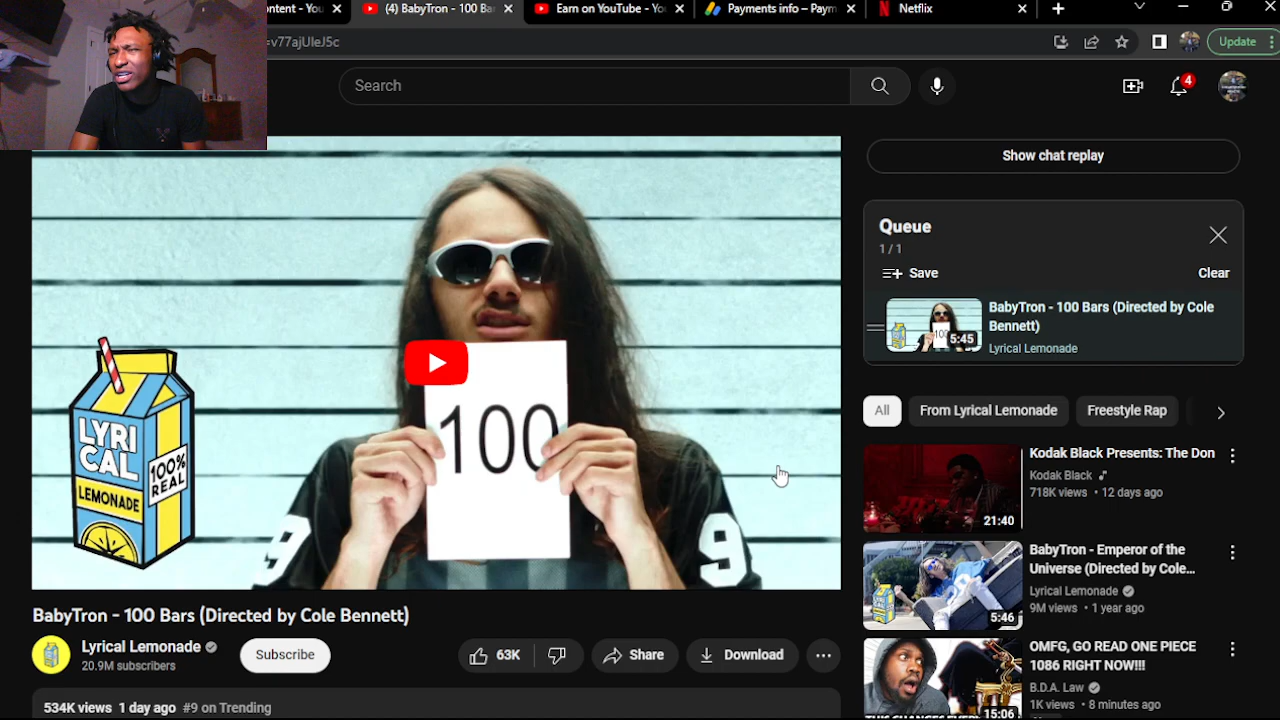 ontent - You
(4) BabyTron - 100 Bar
Earn on YouTube - Yo
Payments info – Paym
Netflix
=v77ajUleJ5c
Update
Search
4
Show chat replay
Queue
1 / 1
Save
Clear
BabyTron - 100 Bars (Directed by Cole
Bennett)
Lyrical Lemonade
5:45
100
LYRI
CAL
100%
REAL
LEMONADE
9
9
All
From Lyrical Lemonade
Freestyle Rap
Kodak Black Presents: The Don
Kodak Black
718K views • 12 days ago
21:40
BabyTron - Emperor of the
Universe (Directed by Cole...
Lyrical Lemonade
9M views • 1 year ago
5:46
BabyTron - 100 Bars (Directed by Cole Bennett)
Lyrical Lemonade
20.9M subscribers
Subscribe
63K
Share
Download
OMFG, GO READ ONE PIECE
1086 RIGHT NOW!!!
B.D.A. Law
1K views • 8 minutes ago
15:06
534K views 1 day ago #9 on Trending